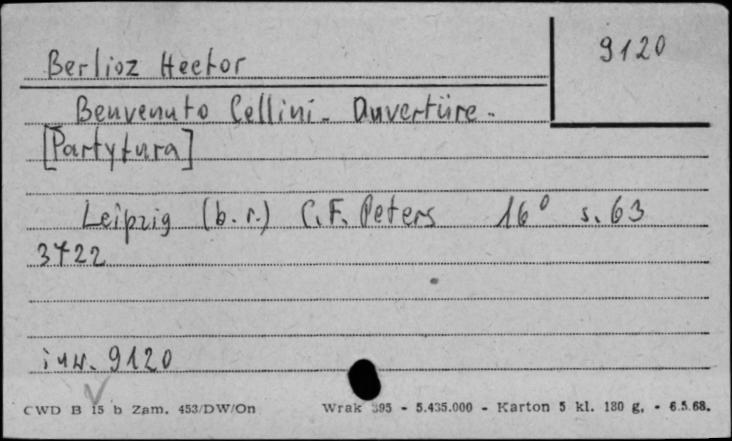 9120
Berlioz Hector
Benvenuto Cellini. Ouvertüre.
[Partytura]
Leipzig (b.r.) C.F. Peters 16° s. 63
3722
inw. 9120
CWD B 15 b Zam. 453/DW/On Wrak 395 - 5.435.000 - Karton 5 kl. 180 g. - 6.5.68.